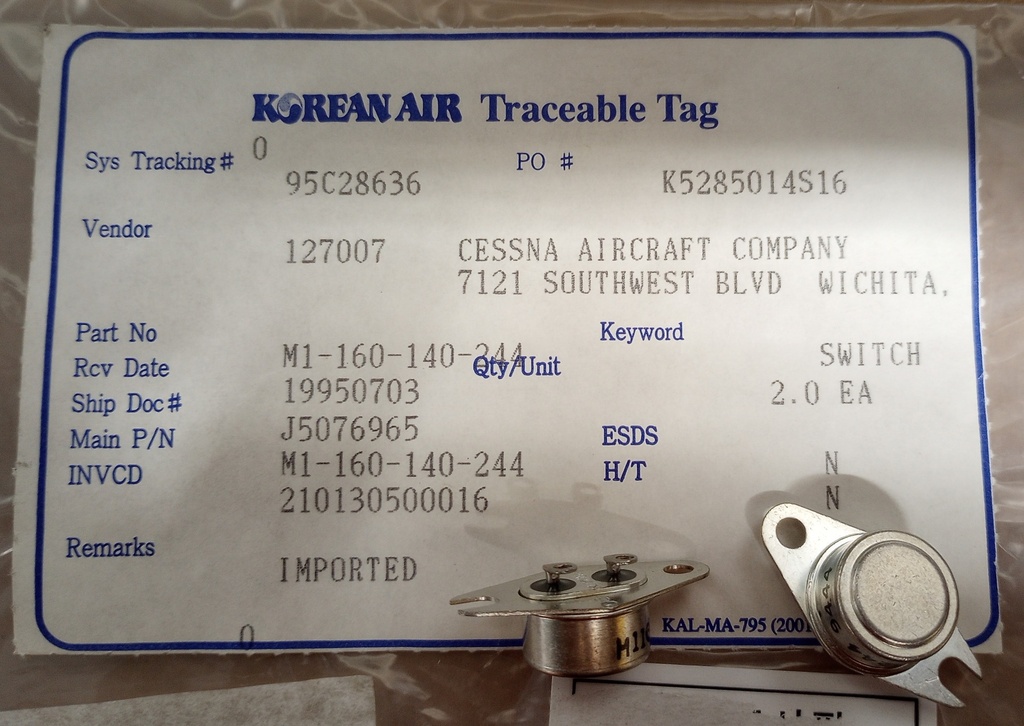 KOREAN AIR Traceable Tag
0
Sys Tracking# 95C28636 PO # K5285014S16
Vendor 127007 CESSNA AIRCRAFT COMPANY
7121 SOUTHWEST BLVD WICHITA,
Part No M1-160-140-244 Keyword SWITCH
Rcv Date 19950703 Qty/Unit 2.0 EA
Ship Doc# J5076965
Main P/N M1-160-140-244 ESDS N
INVCD 210130500016 H/T N
Remarks IMPORTED
0
KAL-MA-795 (200